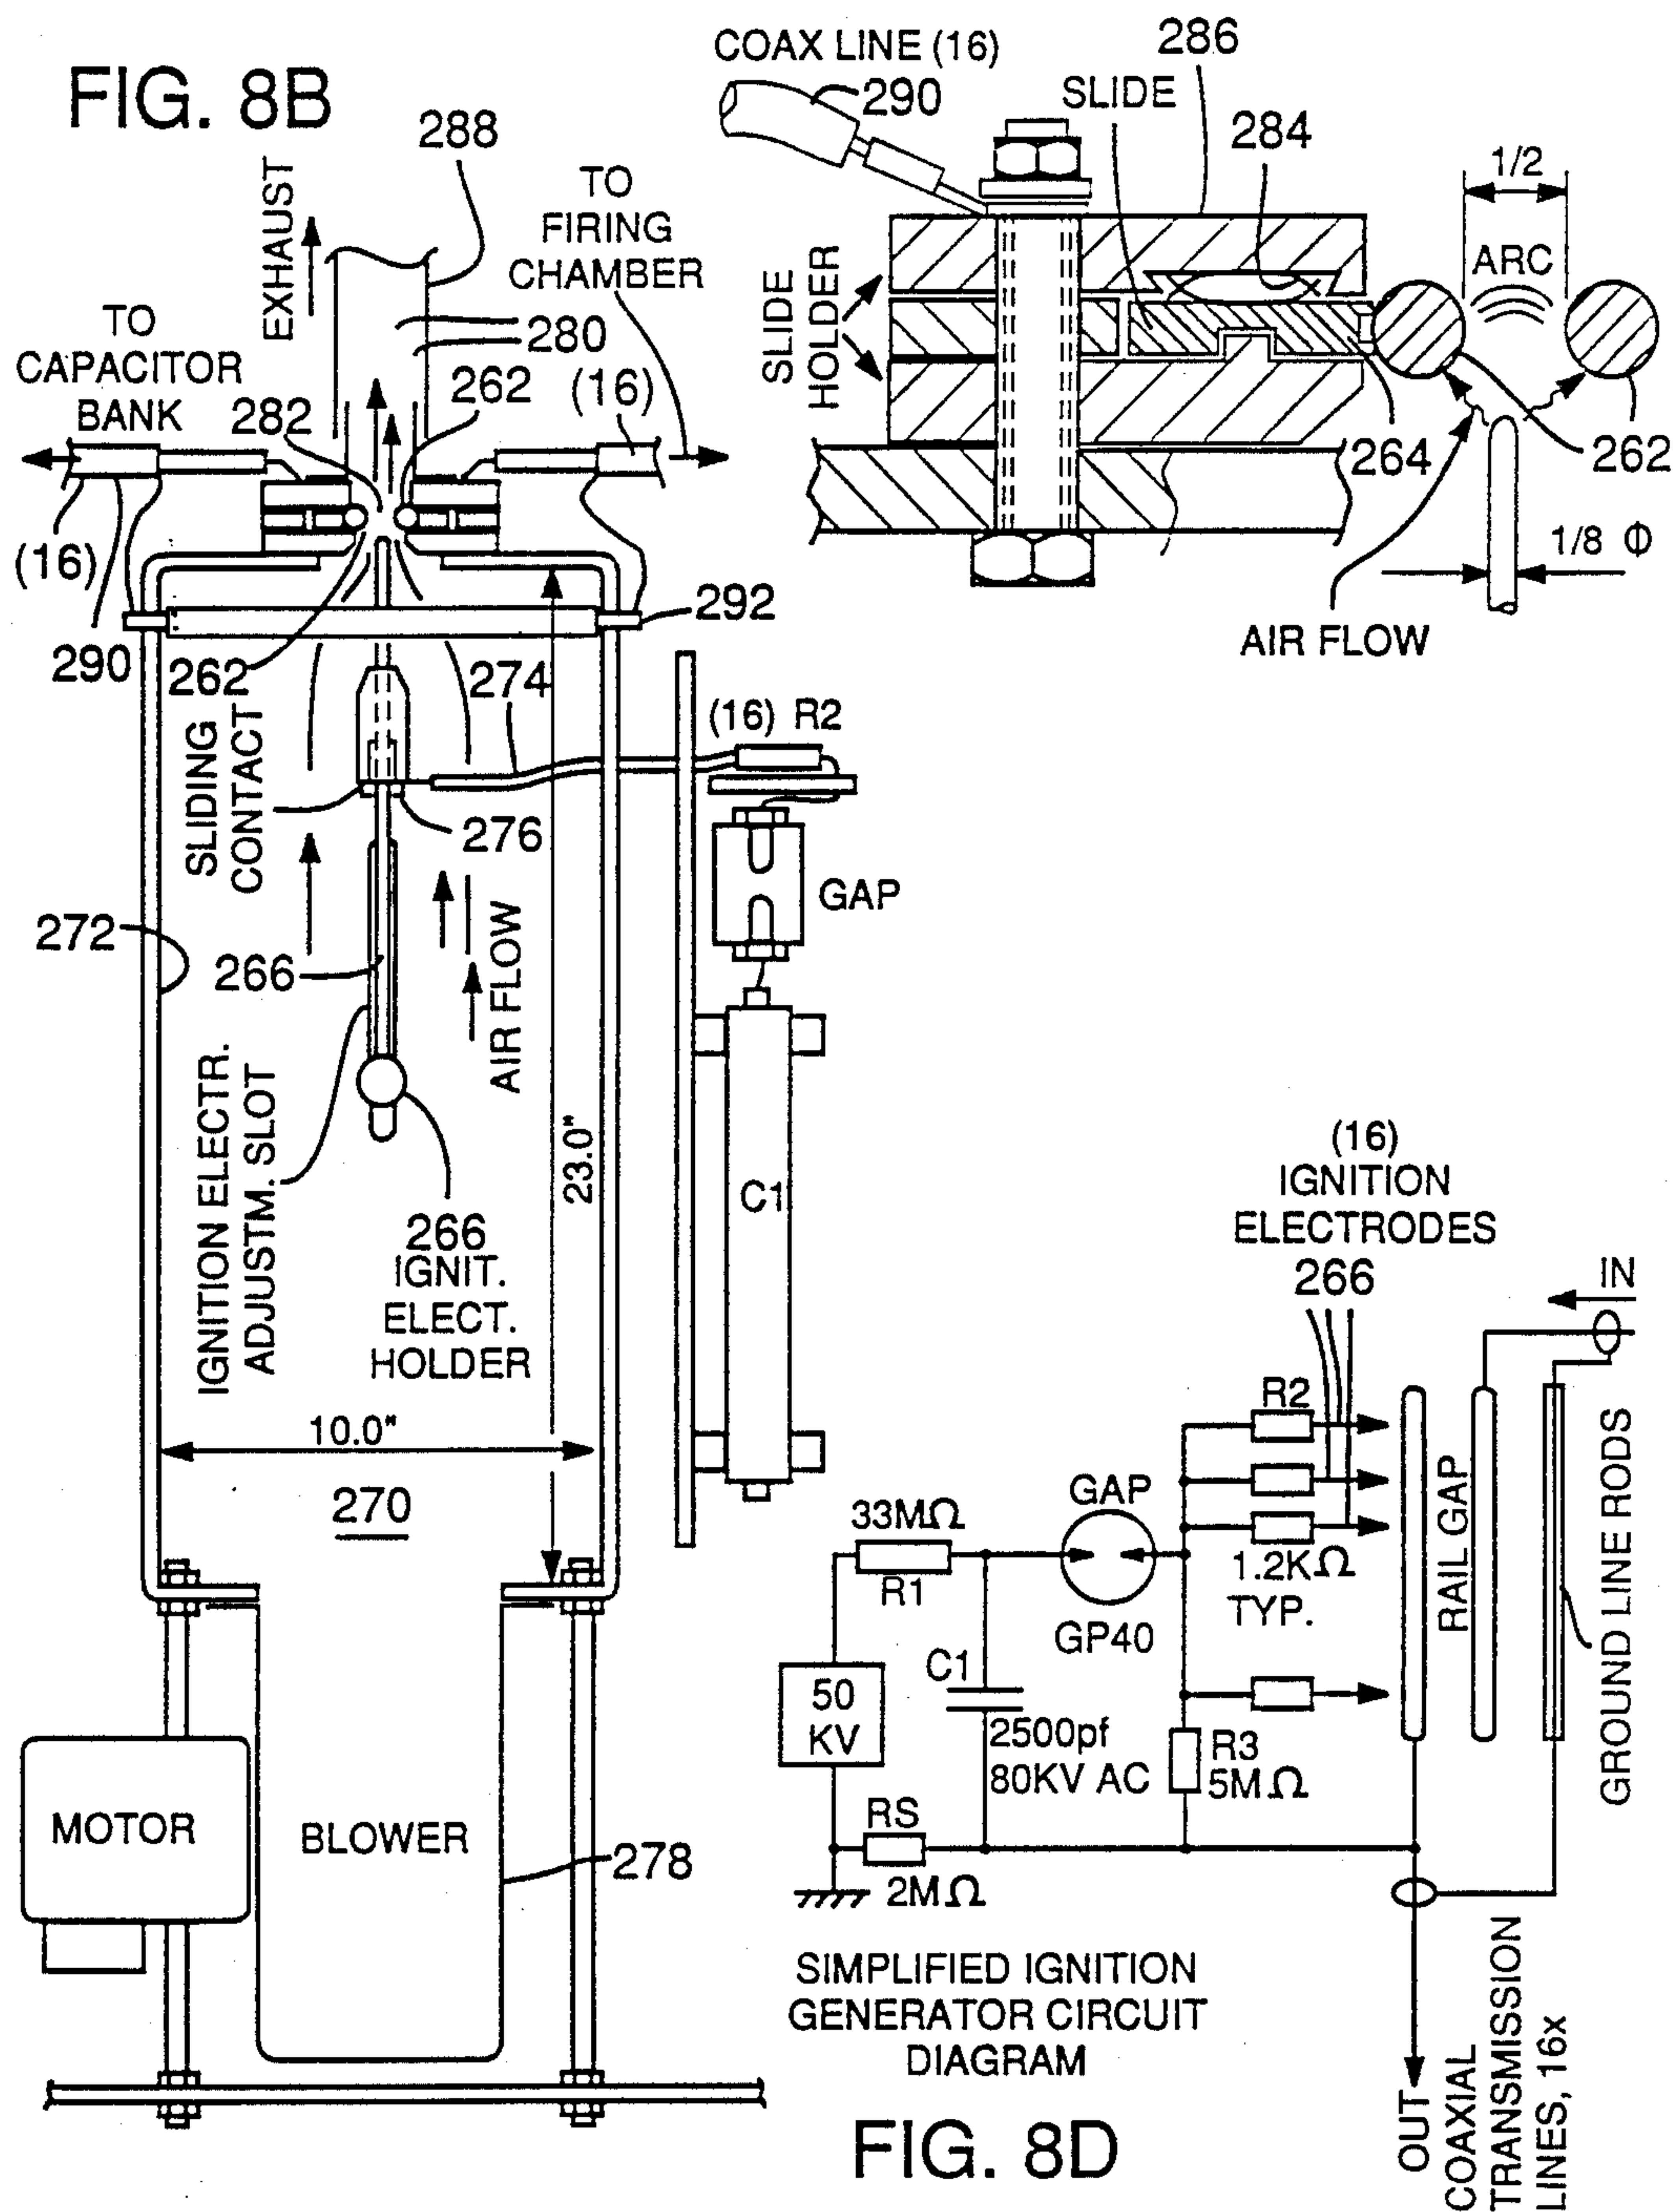 FIG. 8B
288
EXHAUST
TO
FIRING
CHAMBER
TO
CAPACITOR
BANK
280
282
262
(16)
(16)
290
262
292
274
SLIDING
CONTACT
276
(16) R2
GAP
272
266
AIR FLOW
IGNITION ELECTR.
ADJUSTM. SLOT
23.0"
C1
266
IGNIT.
ELECT.
HOLDER
10.0"
270
MOTOR
BLOWER
278
COAX LINE (16)
290
SLIDE
286
284
1/2
ARC
SLIDE
HOLDER
264
262
1/8 Φ
AIR FLOW
(16)
IGNITION
ELECTRODES
266
IN
R2
33MΩ
R1
GAP
GP40
1.2KΩ
TYP.
RAIL GAP
GROUND LINE RODS
50
KV
C1
2500pf
80KV AC
R3
5MΩ
RS
2MΩ
SIMPLIFIED IGNITION
GENERATOR CIRCUIT
DIAGRAM
OUT
COAXIAL
TRANSMISSION
LINES, 16x
FIG. 8D